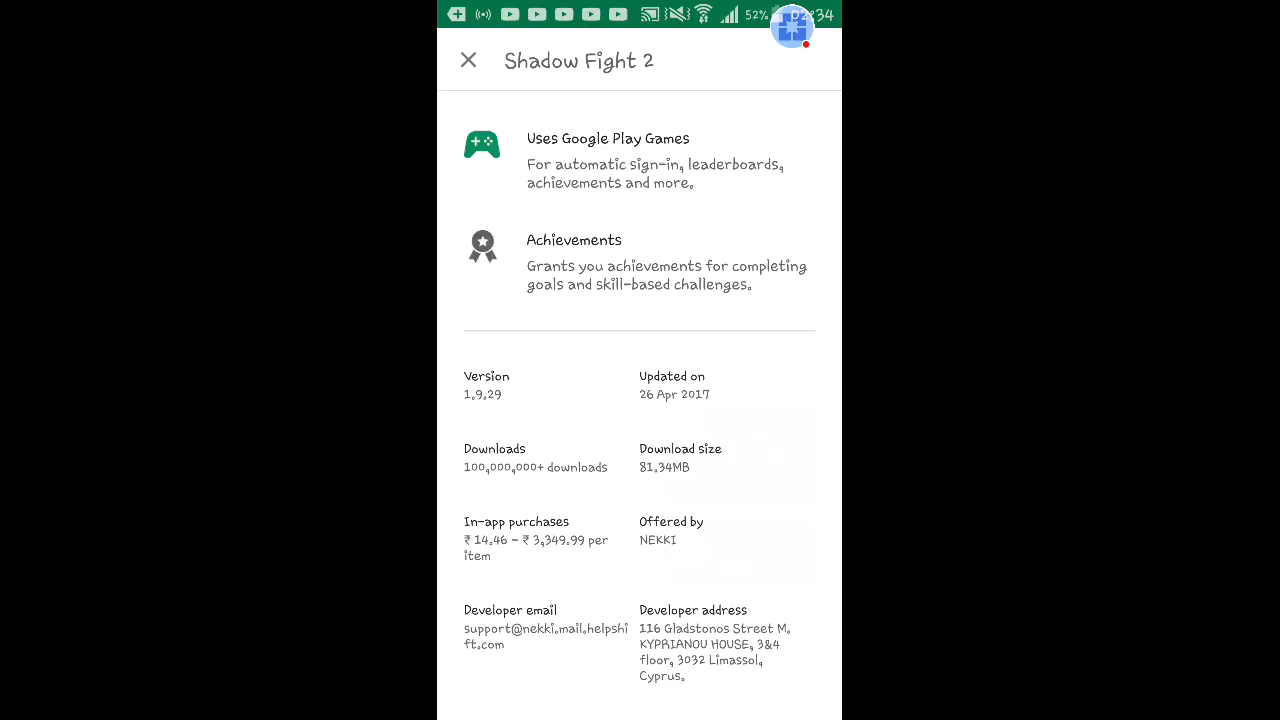 52% 02:34
Shadow Fight 2
Uses Google Play Games
For automatic sign-in, leaderboards,
achievements and more.
Achievements
Grants you achievements for completing
goals and skill-based challenges.
Version
1.9.29
Updated on
26 Apr 2017
Downloads
100,000,000+ downloads
Download size
81.34MB
In-app purchases
₹ 14.46 - ₹ 3,349.99 per
item
Offered by
NEKKI
Developer email
support@nekki.mail.helpshi
ft.com
Developer address
116 Gladstonos Street M.
KYPRIANOU HOUSE, 3&4
floor, 3032 Limassol,
Cyprus.